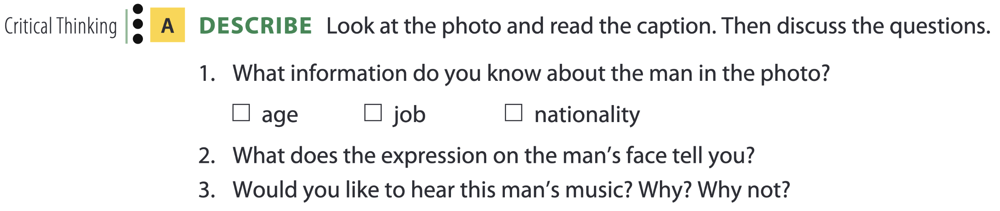 Critical Thinking A DESCRIBE Look at the photo and read the caption. Then discuss the questions.
1. What information do you know about the man in the photo?
☐ age ☐ job ☐ nationality
2. What does the expression on the man’s face tell you?
3. Would you like to hear this man’s music? Why? Why not?